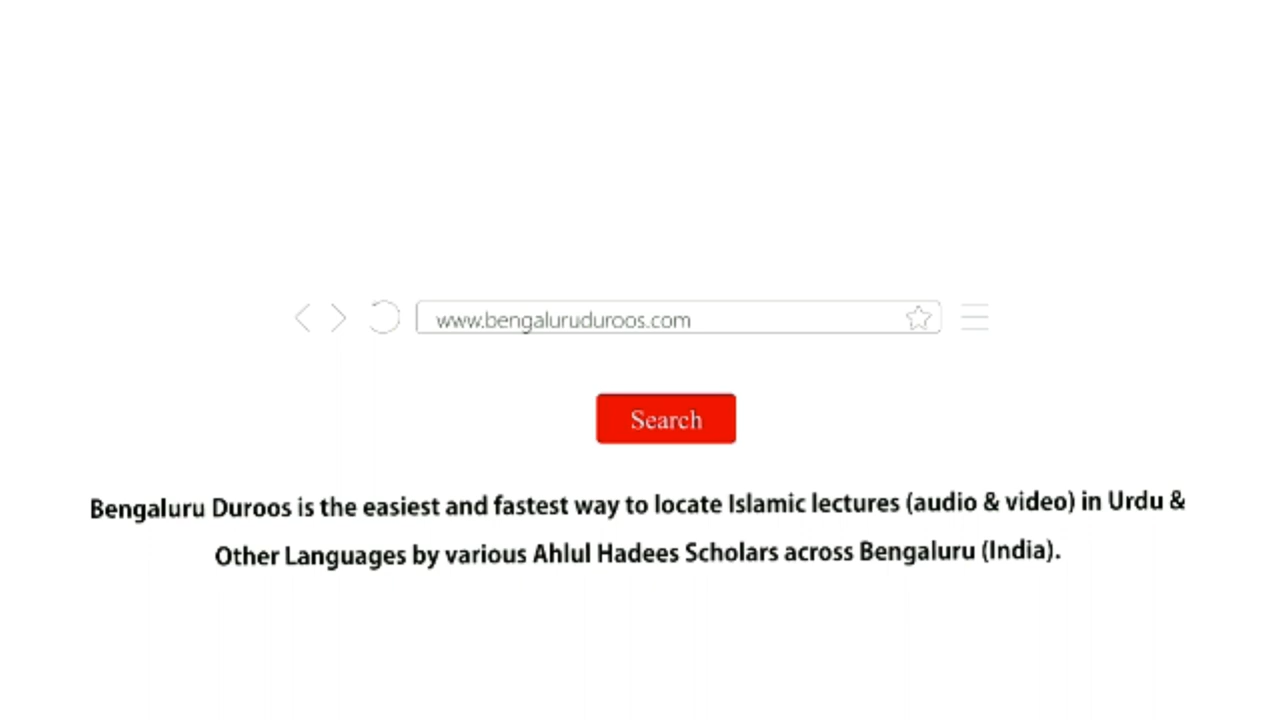 www.bengaluruduroos.com
Search
Bengaluru Duroos is the easiest and fastest way to locate Islamic lectures (audio & video) in Urdu &
Other Languages by various Ahlul Hadees Scholars across Bengaluru (India).